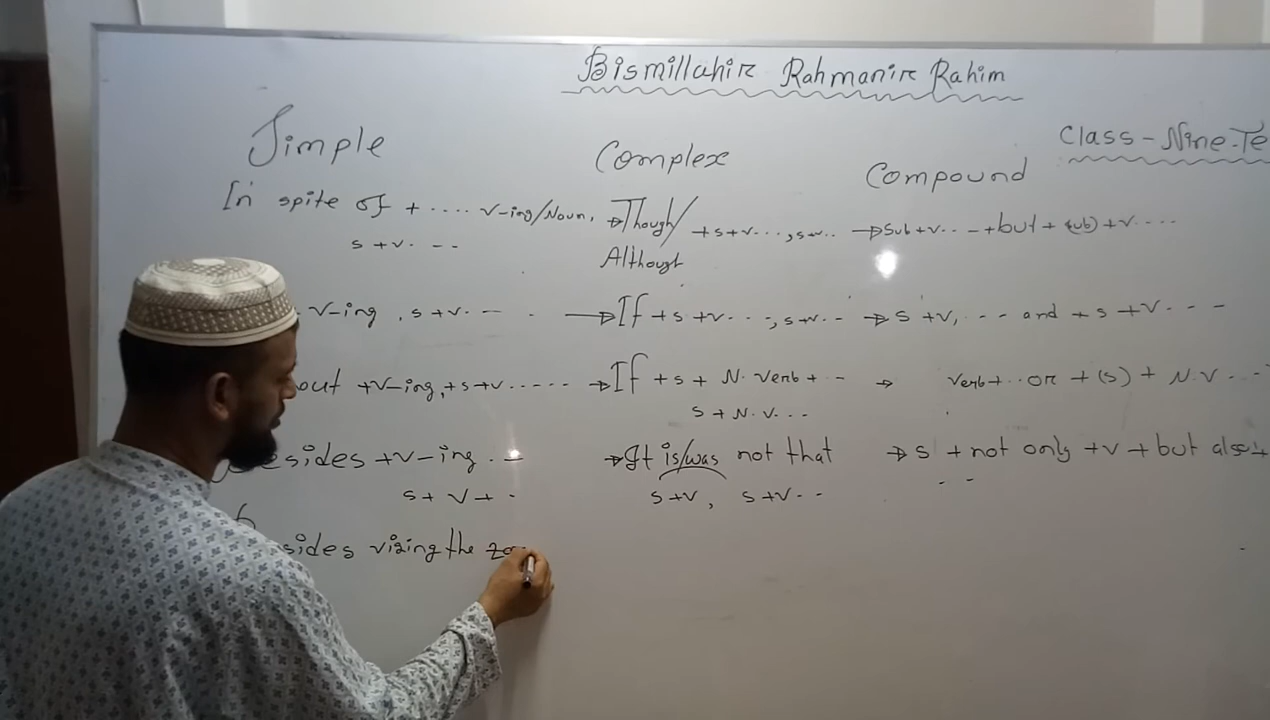 Bismillahir Rahmanir Rahim
Class-Nine-Te
Simple Complex Compound
In spite of + .... v-ing/Noun, → Though/ +s+v...,s+v.. → Sub+v.. - +but + (sub) +v....
s +v. -- Although
v-ing , s+v. -- → If +s +v...,s+v.-- → s +v, --- and +s +v---
out +v-ing,+s+v..... → If +s + N. verb + - → verb+ .. or +(s) + N.v...
s + N.v...
esides +v-ing .- → It is/was not that → s +not only +v +but also+
s+ v + . s+v , s+v-- --
sides vising the zo